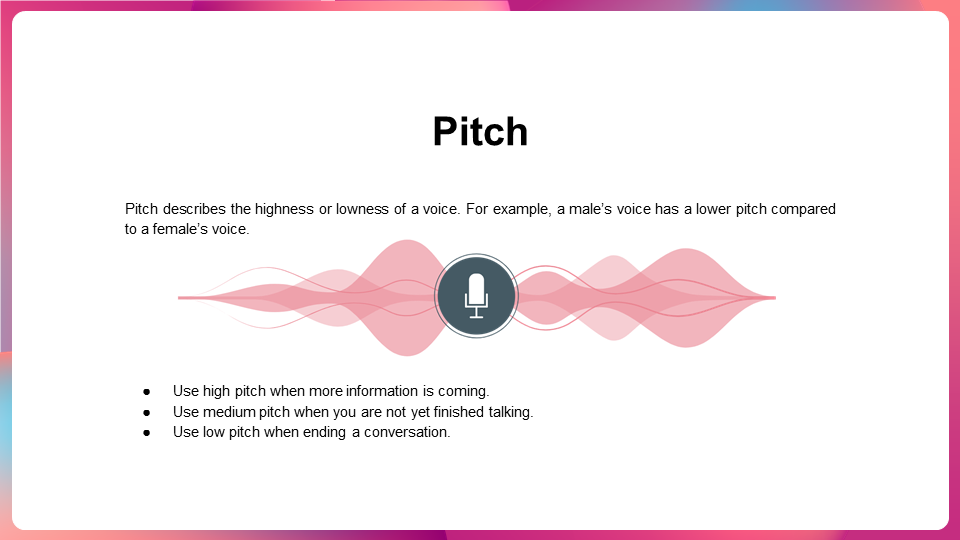 Pitch
Pitch describes the highness or lowness of a voice. For example, a male’s voice has a lower pitch compared
to a female’s voice.
● Use high pitch when more information is coming.
● Use medium pitch when you are not yet finished talking.
● Use low pitch when ending a conversation.